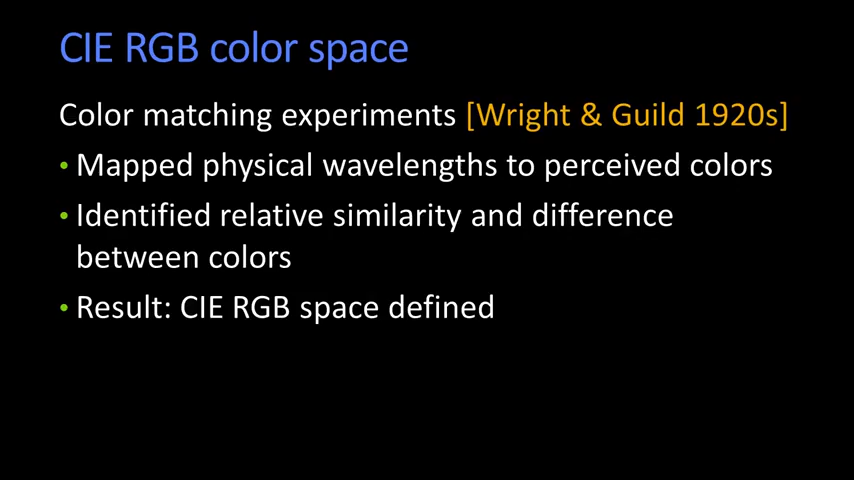 CIE RGB color space
Color matching experiments [Wright & Guild 1920s]
• Mapped physical wavelengths to perceived colors
• Identified relative similarity and difference
between colors
• Result: CIE RGB space defined